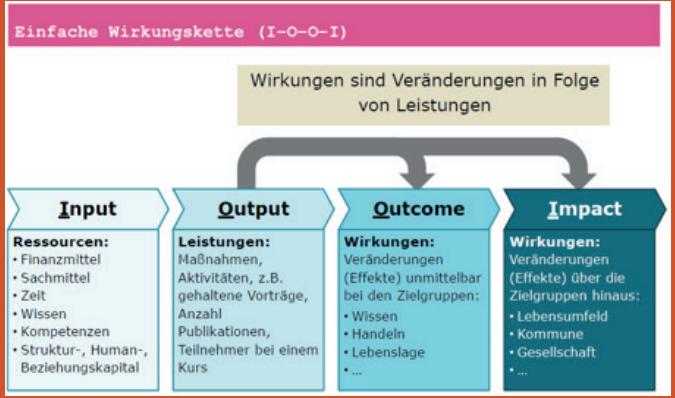 Einfache Wirkungskette (I-O-O-I)
Wirkungen sind Veränderungen in Folge
von Leistungen
Input
Ressourcen:
• Finanzmittel
• Sachmittel
• Zeit
• Wissen
• Kompetenzen
• Struktur-, Human-,
Beziehungskapital
Output
Leistungen:
Maßnahmen,
Aktivitäten, z.B.
gehaltene Vorträge,
Anzahl
Publikationen,
Teilnehmer bei einem
Kurs
Outcome
Wirkungen:
Veränderungen
(Effekte) unmittelbar
bei den Zielgruppen:
• Wissen
• Handeln
• Lebenslage
• ...
Impact
Wirkungen:
Veränderungen
(Effekte) über die
Zielgruppen hinaus:
• Lebensumfeld
• Kommune
• Gesellschaft
• ...